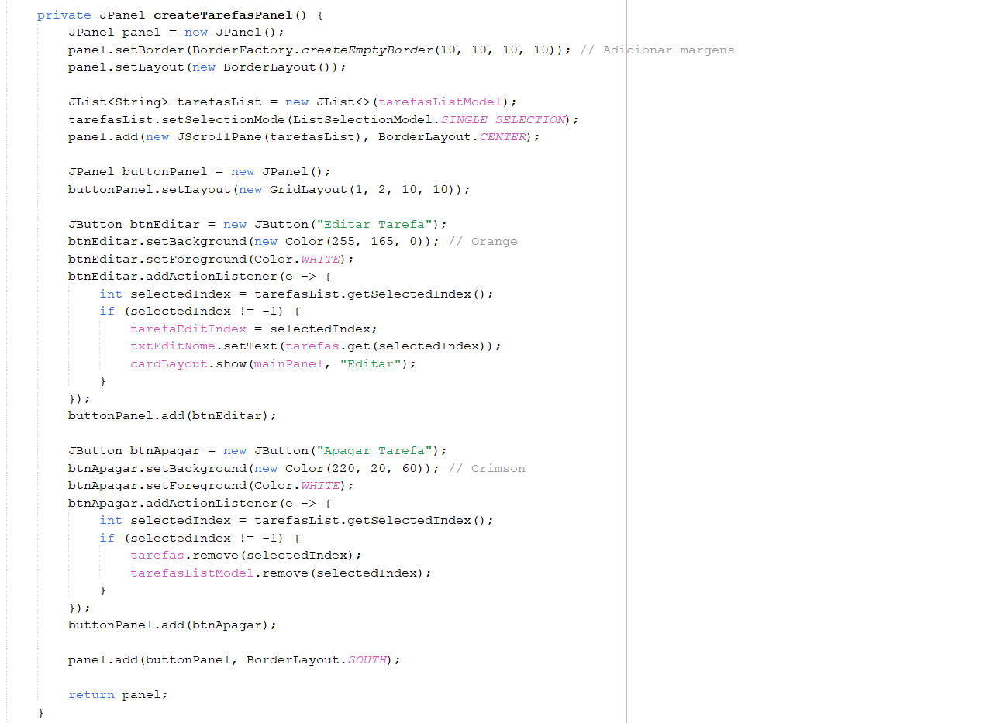 private JPanel createTarefasPanel() {
    JPanel panel = new JPanel();
    panel.setBorder(BorderFactory.createEmptyBorder(10, 10, 10, 10)); // Adicionar margens
    panel.setLayout(new BorderLayout());

    JList<String> tarefasList = new JList<>(tarefasListModel);
    tarefasList.setSelectionMode(ListSelectionModel.SINGLE_SELECTION);
    panel.add(new JScrollPane(tarefasList), BorderLayout.CENTER);

    JPanel buttonPanel = new JPanel();
    buttonPanel.setLayout(new GridLayout(1, 2, 10, 10));

    JButton btnEditar = new JButton("Editar Tarefa");
    btnEditar.setBackground(new Color(255, 165, 0)); // Orange
    btnEditar.setForeground(Color.WHITE);
    btnEditar.addActionListener(e -> {
        int selectedIndex = tarefasList.getSelectedIndex();
        if (selectedIndex != -1) {
            tarefaEditIndex = selectedIndex;
            txtEditNome.setText(tarefas.get(selectedIndex));
            cardLayout.show(mainPanel, "Editar");
        }
    });
    buttonPanel.add(btnEditar);

    JButton btnApagar = new JButton("Apagar Tarefa");
    btnApagar.setBackground(new Color(220, 20, 60)); // Crimson
    btnApagar.setForeground(Color.WHITE);
    btnApagar.addActionListener(e -> {
        int selectedIndex = tarefasList.getSelectedIndex();
        if (selectedIndex != -1) {
            tarefas.remove(selectedIndex);
            tarefasListModel.remove(selectedIndex);
        }
    });
    buttonPanel.add(btnApagar);

    panel.add(buttonPanel, BorderLayout.SOUTH);

    return panel;
}